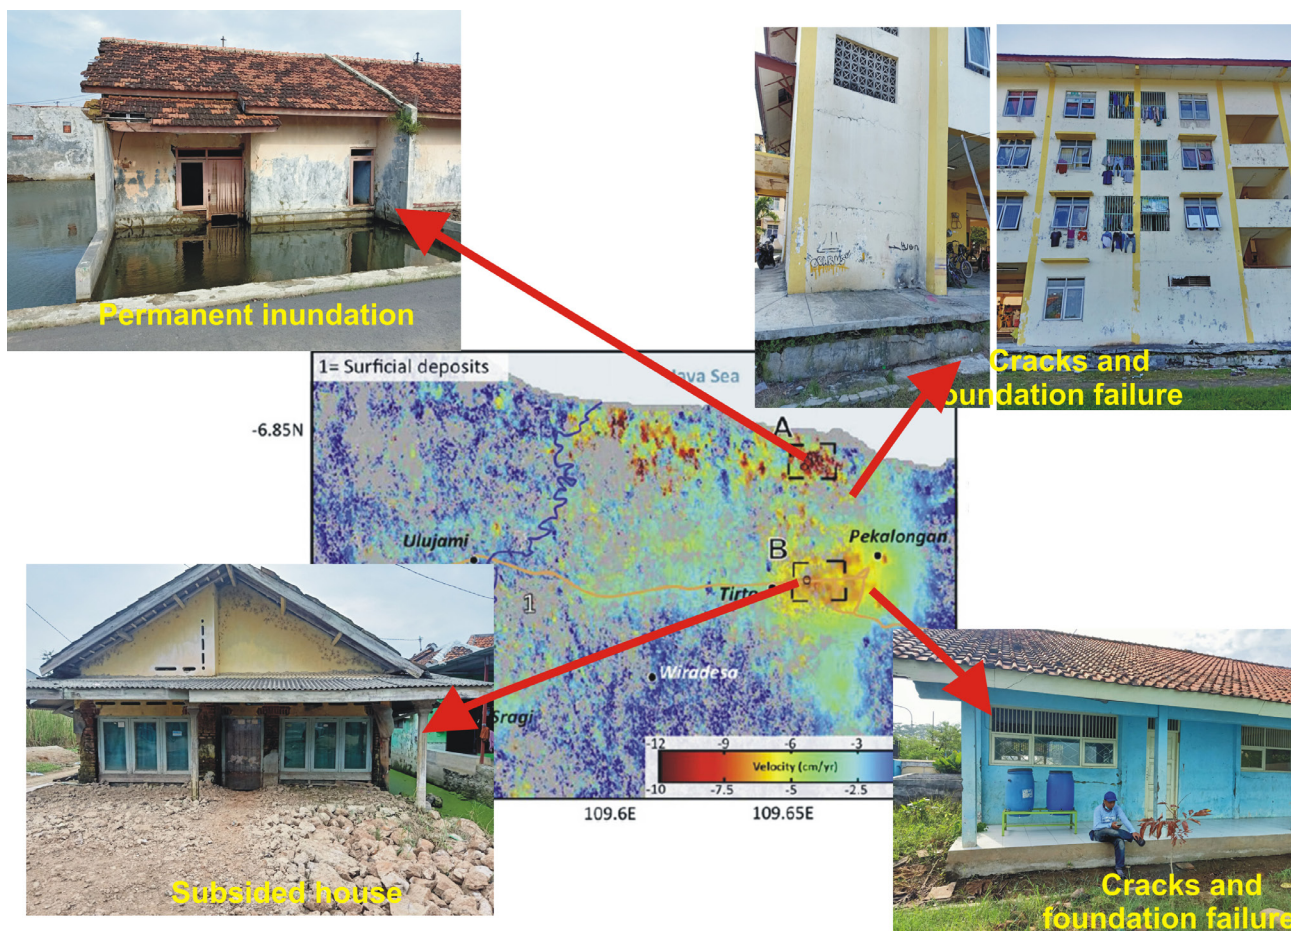 Permanent inundation
Cracks and
oundation failure
1= Surficial deposits
Java Sea
-6.85N
A
Pekalongan
Ulujami
B
Tirto
1
Wiradesa
Sragi
-12 -9 -6 -3
Velocity (cm/yr)
-10 -7.5 -5 -2.5
109.6E 109.65E
Subsided house
Cracks and
foundation failure